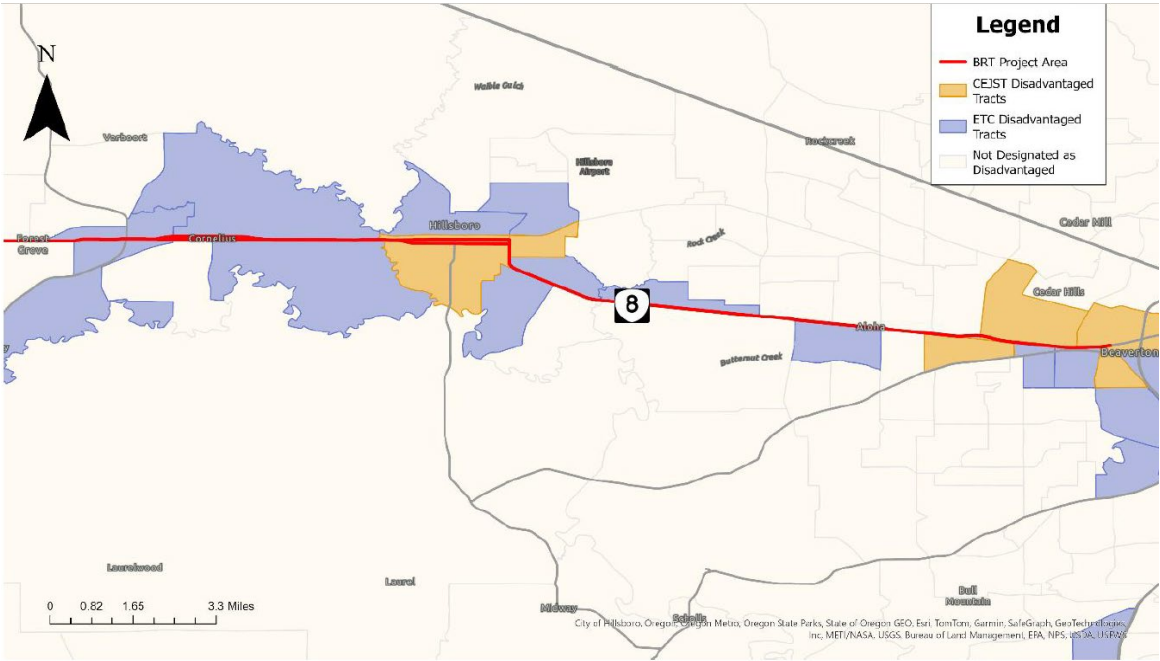 Legend
BRT Project Area
CEJST Disadvantaged
Tracts
ETC Disadvantaged
Tracts
Not Designated as
Disadvantaged
N
Walble Gulch
Verboort
Rockcreek
Hillsboro
Airport
Cedar Mill
Hillsboro
Forest
Grove
Cornelius
Rock Creek
Cedar Hills
8
Aloha
Butternut Creek
Beaverton
y
Laurelwood
Laurel
Bull
Mountain
Midway
Scholls
0 0.82 1.65 3.3 Miles
City of Hillsboro, Oregon, Oregon Metro, Oregon State Parks, State of Oregon GEO, Esri, TomTom, Garmin, SafeGraph, GeoTechnologies,
Inc, METI/NASA, USGS, Bureau of Land Management, EPA, NPS, USDA, USFWS